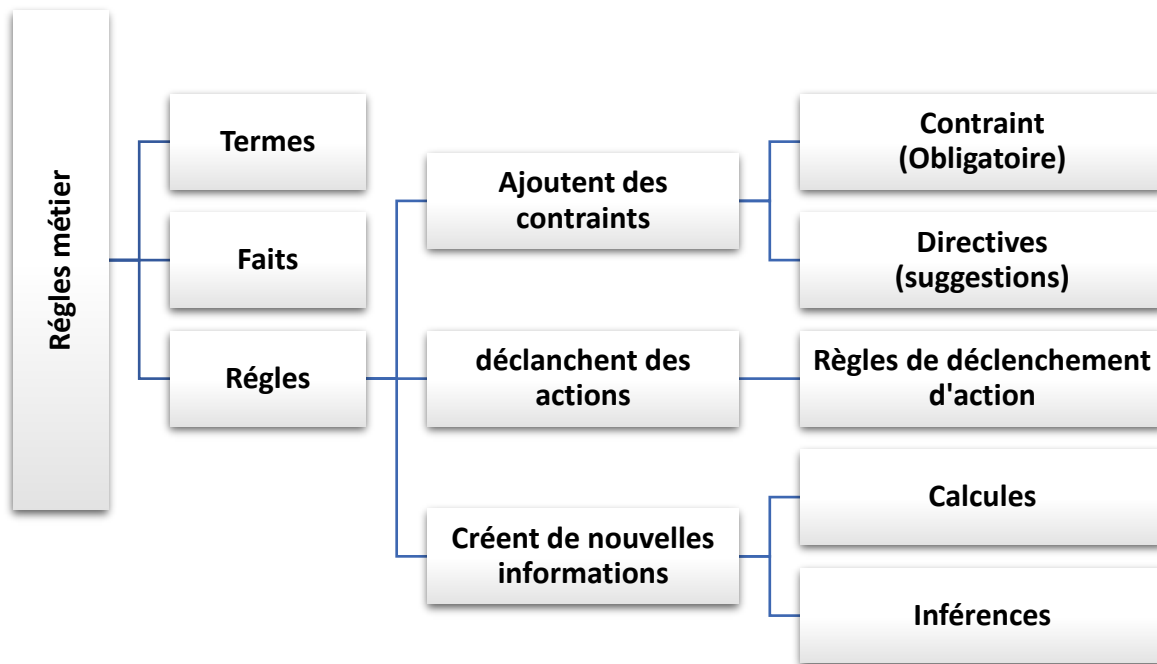 Régles métier
Termes
Faits
Régles
Ajoutent des
contraints
déclanchent des
actions
Créent de nouvelles
informations
Contraint
(Obligatoire)
Directives
(suggestions)
Règles de déclenchement
d'action
Calcules
Inférences